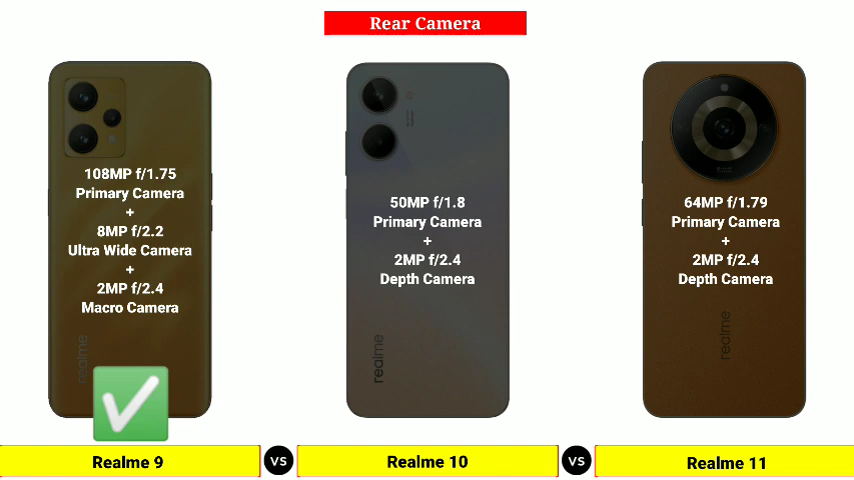 Rear Camera
108MP f/1.75
Primary Camera
+
8MP f/2.2
Ultra Wide Camera
+
2MP f/2.4
Macro Camera
realme
50MP f/1.8
Primary Camera
+
2MP f/2.4
Depth Camera
realme
64MP f/1.79
Primary Camera
+
2MP f/2.4
Depth Camera
realme
Realme 9
VS
Realme 10
VS
Realme 11